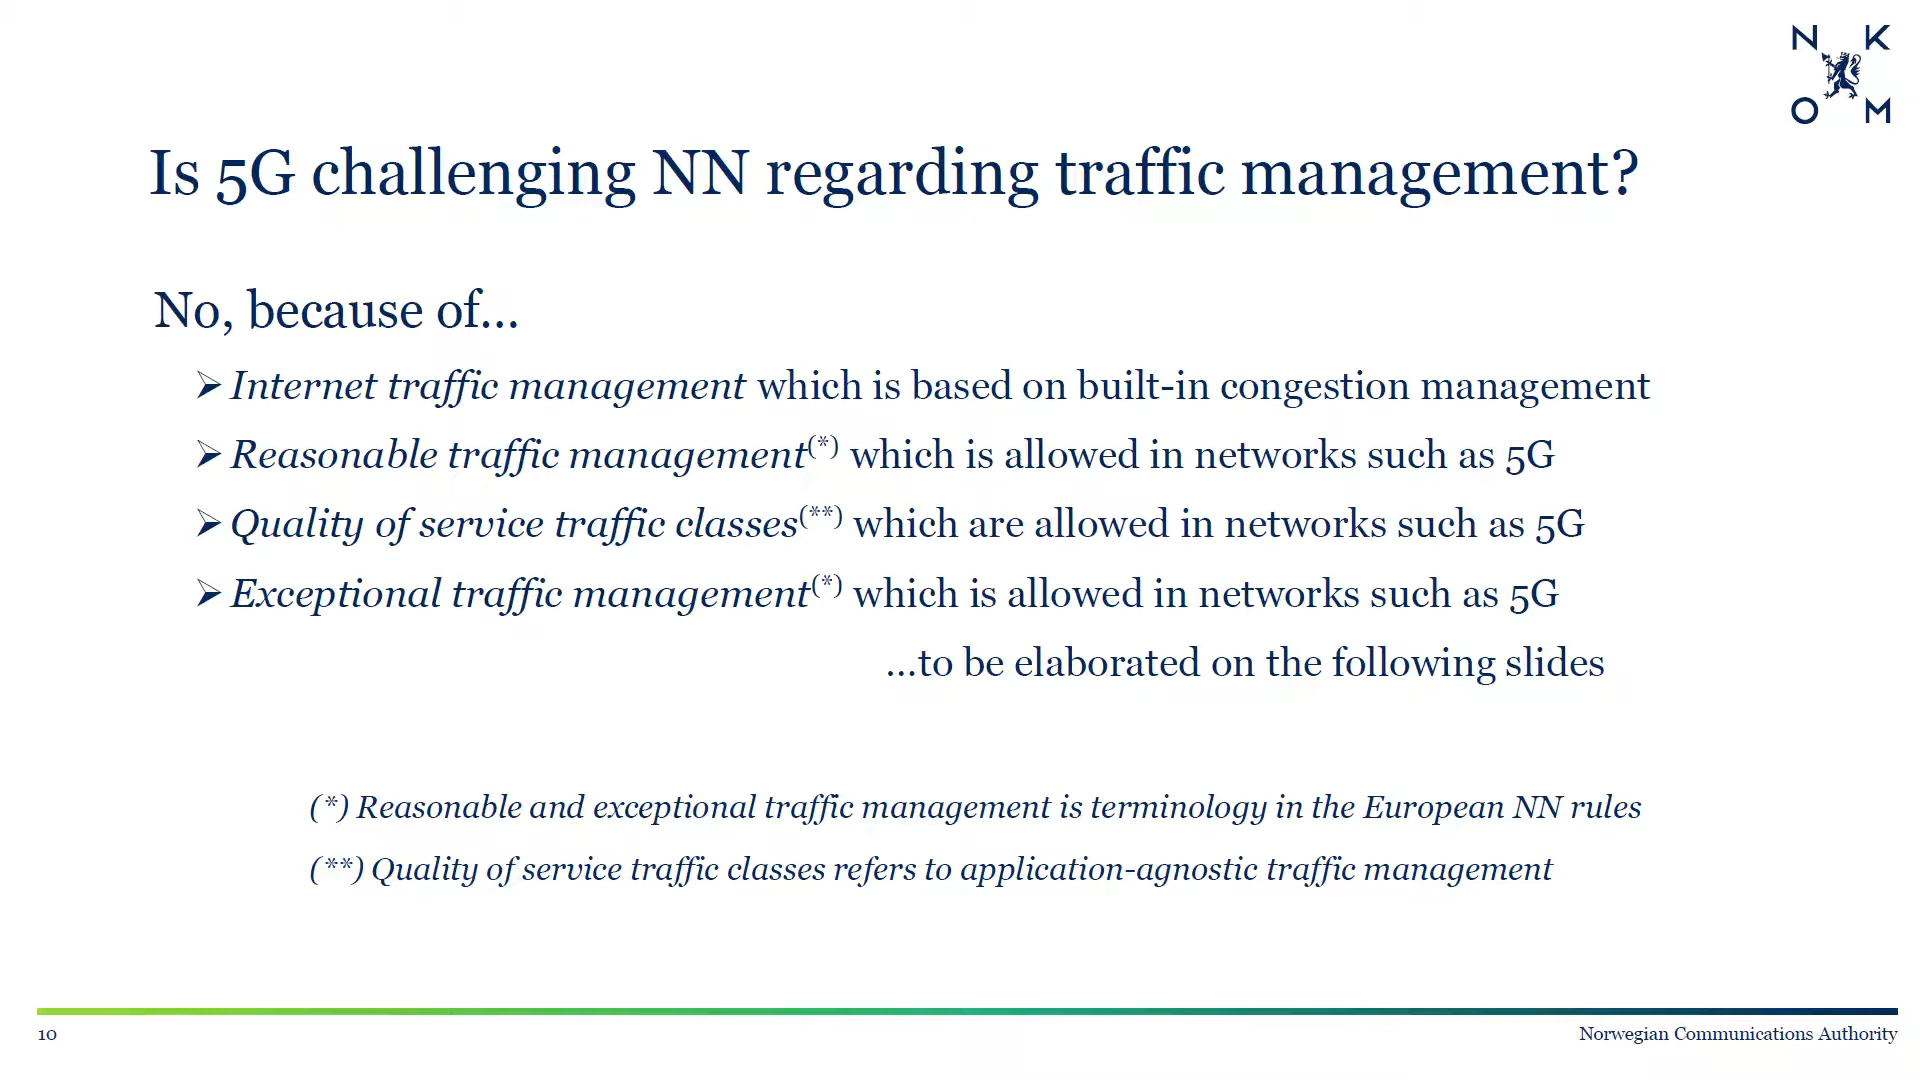 N K
O M
Is 5G challenging NN regarding traffic management?
No, because of...
➢ Internet traffic management which is based on built-in congestion management
➢ Reasonable traffic management(*) which is allowed in networks such as 5G
➢ Quality of service traffic classes(**) which are allowed in networks such as 5G
➢ Exceptional traffic management(*) which is allowed in networks such as 5G
...to be elaborated on the following slides
(*) Reasonable and exceptional traffic management is terminology in the European NN rules
(**) Quality of service traffic classes refers to application-agnostic traffic management
10
Norwegian Communications Authority